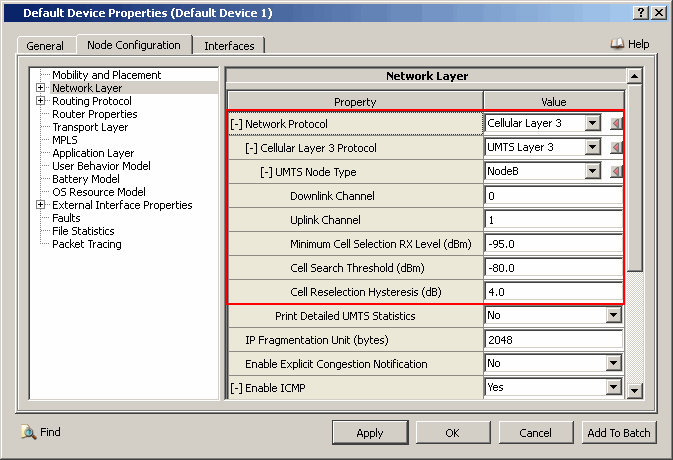 Default Device Properties (Default Device 1)
General Node Configuration Interfaces Help
Mobility and Placement
Network Layer
Routing Protocol
Router Properties
Transport Layer
MPLS
Application Layer
User Behavior Model
Battery Model
OS Resource Model
External Interface Properties
Faults
File Statistics
Packet Tracing
Network Layer
Property Value
[-] Network Protocol Cellular Layer 3
[-] Cellular Layer 3 Protocol UMTS Layer 3
[-] UMTS Node Type NodeB
Downlink Channel 0
Uplink Channel 1
Minimum Cell Selection RX Level (dBm) -95.0
Cell Search Threshold (dBm) -80.0
Cell Reselection Hysteresis (dB) 4.0
Print Detailed UMTS Statistics No
IP Fragmentation Unit (bytes) 2048
Enable Explicit Congestion Notification No
[-] Enable ICMP Yes
Find Apply OK Cancel Add To Batch